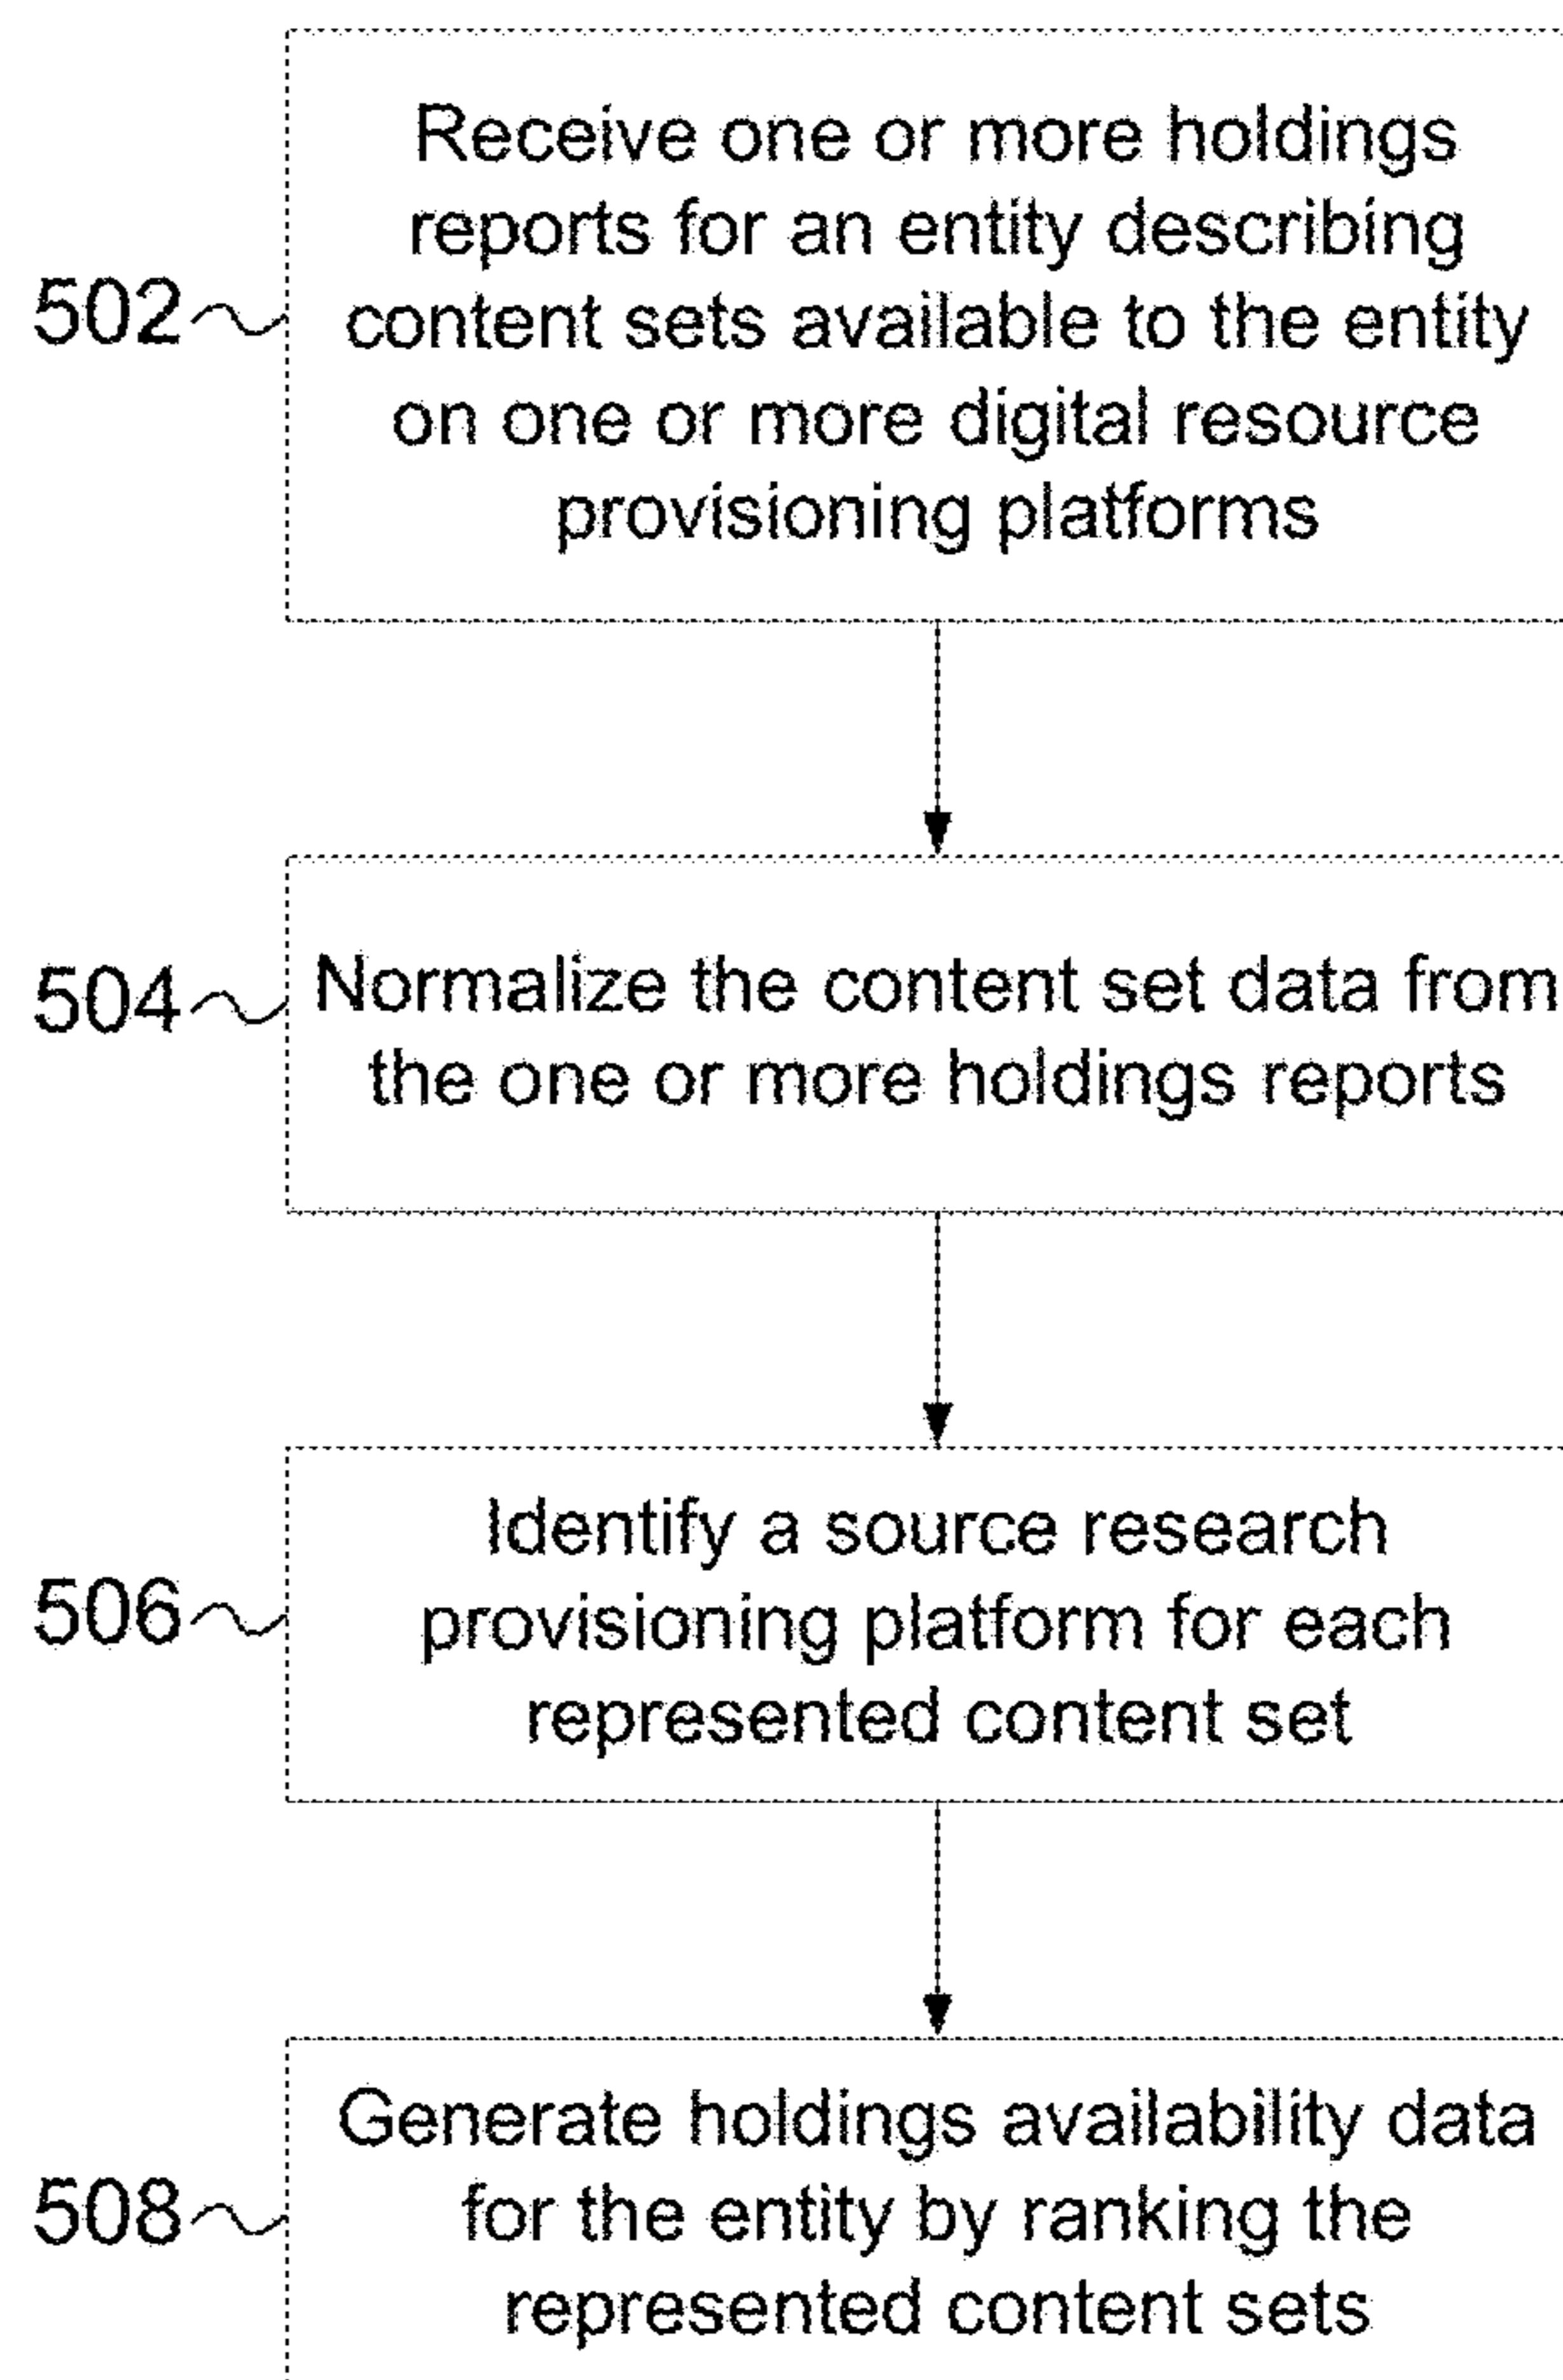 Receive one or more holdings
reports for an entity describing
502
content sets available to the entity
on one or more digital resource
provisioning platforms
504
Normalize the content set data from
the one or more holdings reports
Identify a source research
506
provisioning platform for each
represented content set
Generate holdings availability data
508
for the entity by ranking the
represented content sets